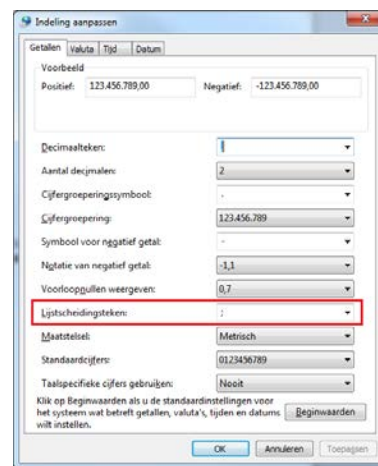 Indeling aanpassen
Getallen Valuta Tijd Datum
Voorbeeld
Positief: 123.456.789,00 Negatief: -123.456.789,00
Decimaalteken:
Aantal decimalen: 2
Cijfergroeperingssymbool: .
Cijfergroepering: 123.456.789
Symbool voor negatief getal: -
Notatie van negatief getal: -1,1
Voorloopnullen weergeven: 0,7
Lijstscheidingsteken: ;
Maatstelsel: Metrisch
Standaardcijfers: 0123456789
Taalspecifieke cijfers gebruiken: Nooit
Klik op Beginwaarden als u de standaardinstellingen voor
het systeem wat betreft getallen, valuta's, tijden en datums
wilt instellen.
Beginwaarden
OK Annuleren Toepassen